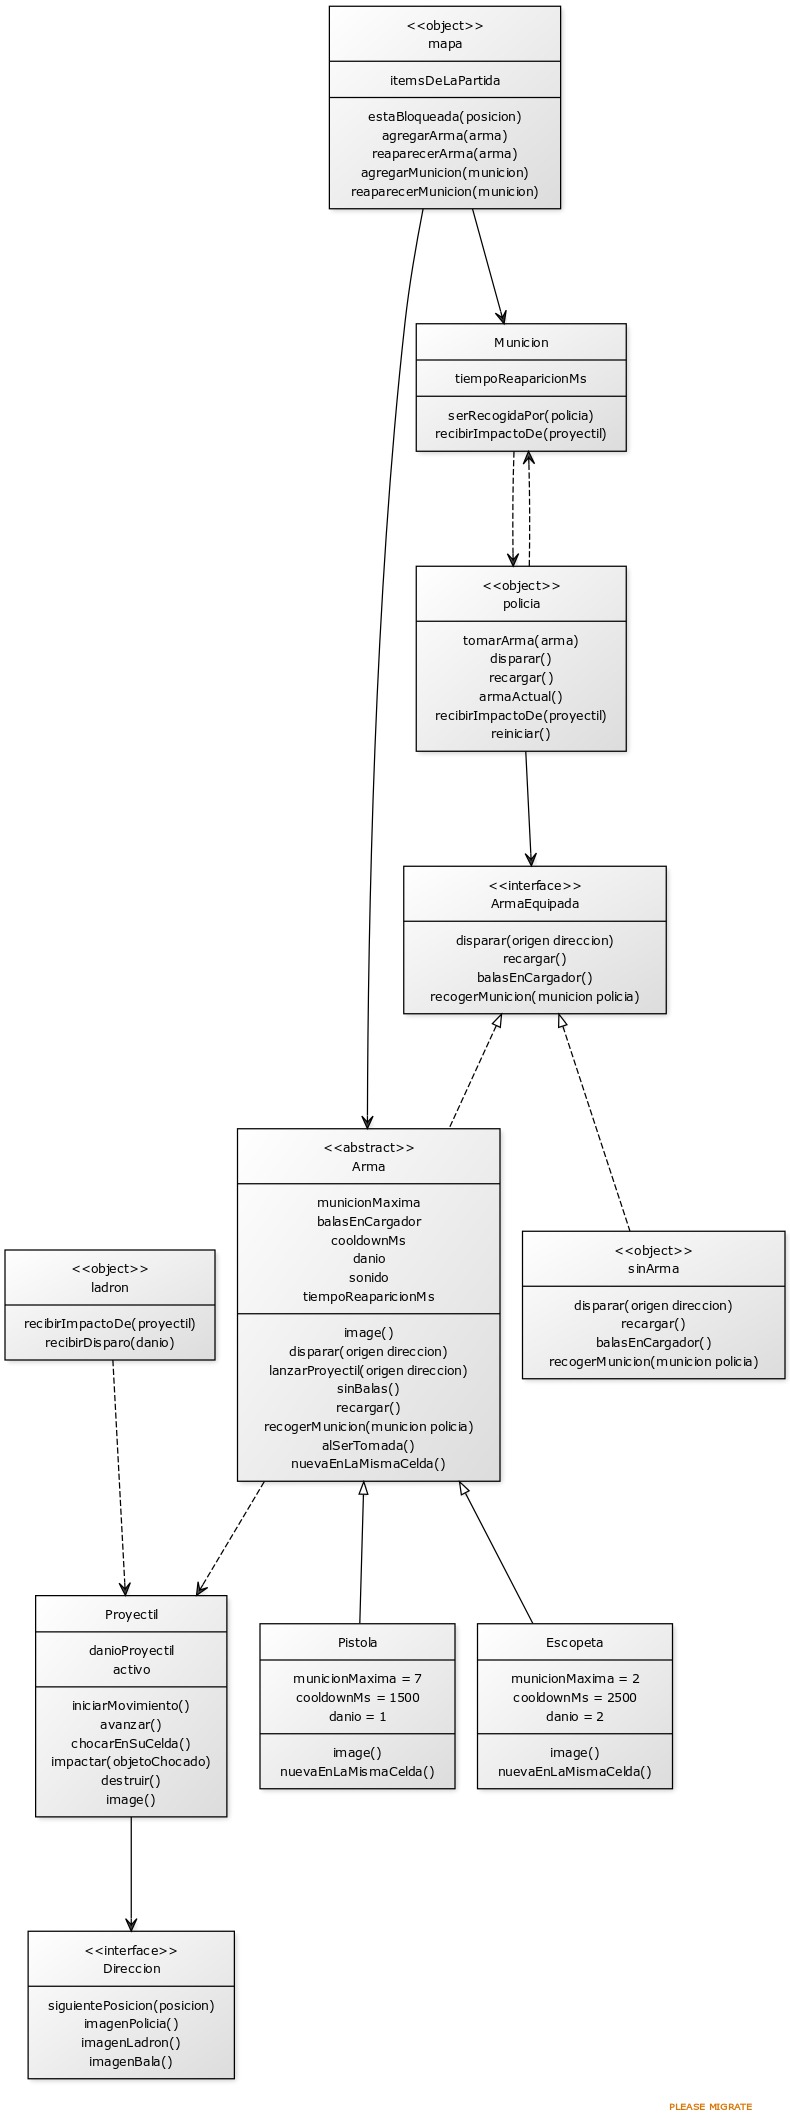 <<object>>
mapa
itemsDeLaPartida
estaBloqueada(posicion)
agregarArma(arma)
reaparecerArma(arma)
agregarMunicion(municion)
reaparecerMunicion(municion)
Municion
tiempoReaparicionMs
serRecogidaPor(policia)
recibirImpactoDe(proyectil)
<<object>>
policia
tomarArma(arma)
disparar()
recargar()
armaActual()
recibirImpactoDe(proyectil)
reiniciar()
<<interface>>
ArmaEquipada
disparar(origen direccion)
recargar()
balasEnCargador()
recogerMunicion(municion policia)
<<abstract>>
Arma
municionMaxima
balasEnCargador
cooldownMs
danio
sonido
tiempoReaparicionMs
image()
disparar(origen direccion)
lanzarProyectil(origen direccion)
sinBalas()
recargar()
recogerMunicion(municion policia)
alSerTomada()
nuevaEnLaMismaCelda()
<<object>>
sinArma
disparar(origen direccion)
recargar()
balasEnCargador()
recogerMunicion(municion policia)
<<object>>
ladron
recibirImpactoDe(proyectil)
recibirDisparo(danio)
Proyectil
danioProyectil
activo
iniciarMovimiento()
avanzar()
chocarEnSuCelda()
impactar(objetoChocado)
destruir()
image()
Pistola
municionMaxima = 7
cooldownMs = 1500
danio = 1
image()
nuevaEnLaMismaCelda()
Escopeta
municionMaxima = 2
cooldownMs = 2500
danio = 2
image()
nuevaEnLaMismaCelda()
<<interface>>
Direccion
siguientePosicion(posicion)
imagenPolicia()
imagenLadron()
imagenBala()
PLEASE MIGRATE